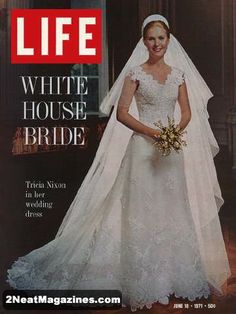 LIFE
WHITE
HOUSE
BRIDE
Tricia Nixon
in her
wedding
dress
2NeatMagazines.com
JUNE 18 · 1971 · 50¢